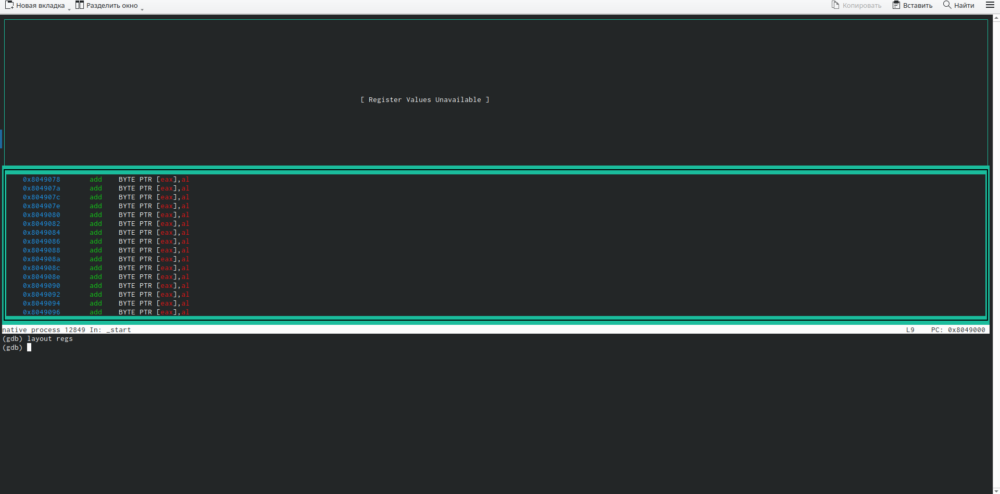 Новая вкладка Разделить окно Копировать Вставить Найти
[ Register Values Unavailable ]
0x8049078 add BYTE PTR [eax],al
0x804907a add BYTE PTR [eax],al
0x804907c add BYTE PTR [eax],al
0x804907e add BYTE PTR [eax],al
0x8049080 add BYTE PTR [eax],al
0x8049082 add BYTE PTR [eax],al
0x8049084 add BYTE PTR [eax],al
0x8049086 add BYTE PTR [eax],al
0x8049088 add BYTE PTR [eax],al
0x804908a add BYTE PTR [eax],al
0x804908c add BYTE PTR [eax],al
0x804908e add BYTE PTR [eax],al
0x8049090 add BYTE PTR [eax],al
0x8049092 add BYTE PTR [eax],al
0x8049094 add BYTE PTR [eax],al
0x8049096 add BYTE PTR [eax],al
native process 12849 In: _start L9 PC: 0x8049000
(gdb) layout regs
(gdb)